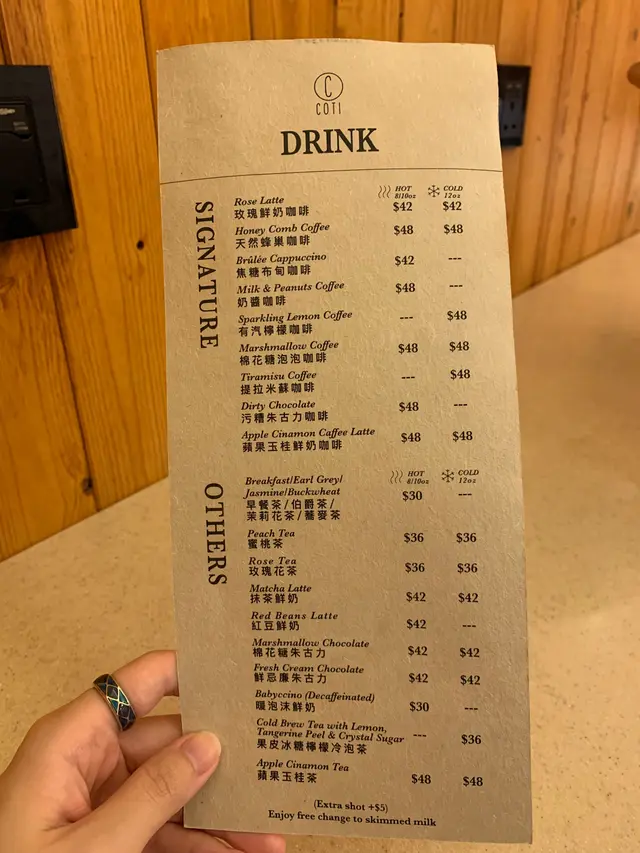 C
COTI
DRINK
SIGNATURE
HOT 8/10oz COLD 12oz
Rose Latte
玫瑰鮮奶咖啡 $42 $42
Honey Comb Coffee $48 $48
天然蜂巢咖啡
Brûlée Cappuccino $42 ---
焦糖布甸咖啡
Milk & Peanuts Coffee $48 ---
奶醬咖啡
Sparkling Lemon Coffee --- $48
有汽檸檬咖啡
Marshmallow Coffee $48 $48
棉花糖泡泡咖啡
Tiramisu Coffee --- $48
提拉米蘇咖啡
Dirty Chocolate $48 ---
污糟朱古力咖啡
Apple Cinamon Caffee Latte $48 $48
蘋果玉桂鮮奶咖啡
OTHERS
HOT 8/10oz COLD 12oz
Breakfast/Earl Grey/
Jasmine/Buckwheat $30 ---
早餐茶/伯爵茶/
茉莉花茶/蕎麥茶
Peach Tea $36 $36
蜜桃茶
Rose Tea $36 $36
玫瑰花茶
Matcha Latte $42 $42
抹茶鮮奶
Red Beans Latte $42 ---
紅豆鮮奶
Marshmallow Chocolate $42 $42
棉花糖朱古力
Fresh Cream Chocolate $42 $42
鮮忌廉朱古力
Babyccino (Decaffeinated) $30 ---
暖泡沫鮮奶
Cold Brew Tea with Lemon,
Tangerine Peel & Crystal Sugar --- $36
果皮冰糖檸檬冷泡茶
Apple Cinamon Tea $48 $48
蘋果玉桂茶
(Extra shot +$5)
Enjoy free change to skimmed milk